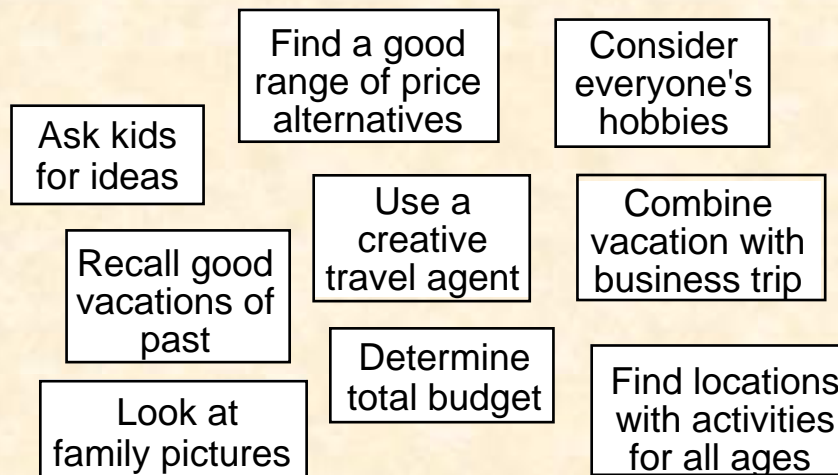 Find a good
range of price
alternatives
Consider
everyone's
hobbies
Ask kids
for ideas
Use a
creative
travel agent
Combine
vacation with
business trip
Recall good
vacations of
past
Determine
total budget
Find locations
with activities
for all ages
Look at
family pictures